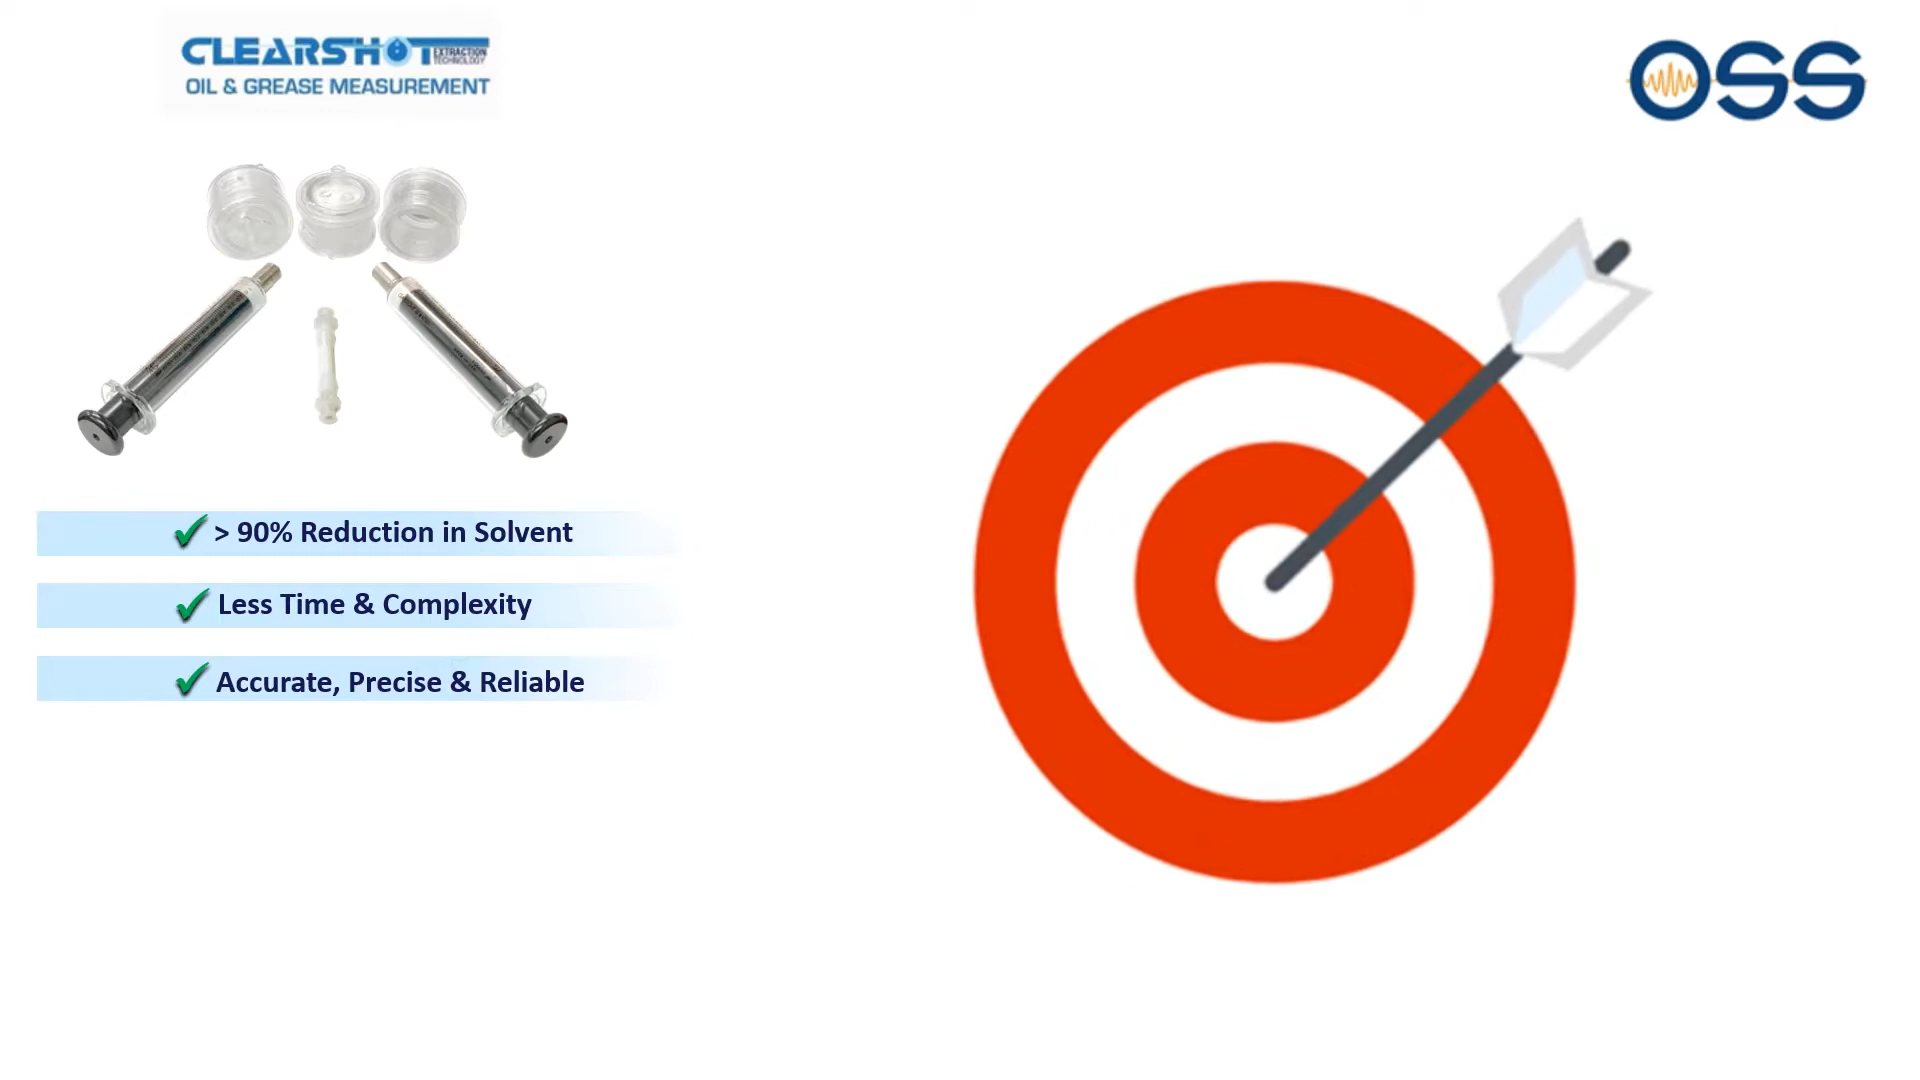 CLEARSHOT EXTRACTION TECHNOLOGY
OIL & GREASE MEASUREMENT
OSS
> 90% Reduction in Solvent
Less Time & Complexity
Accurate, Precise & Reliable